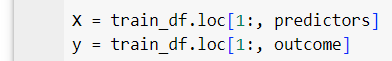 X = train_df.loc[1:, predictors]
y = train_df.loc[1:, outcome]